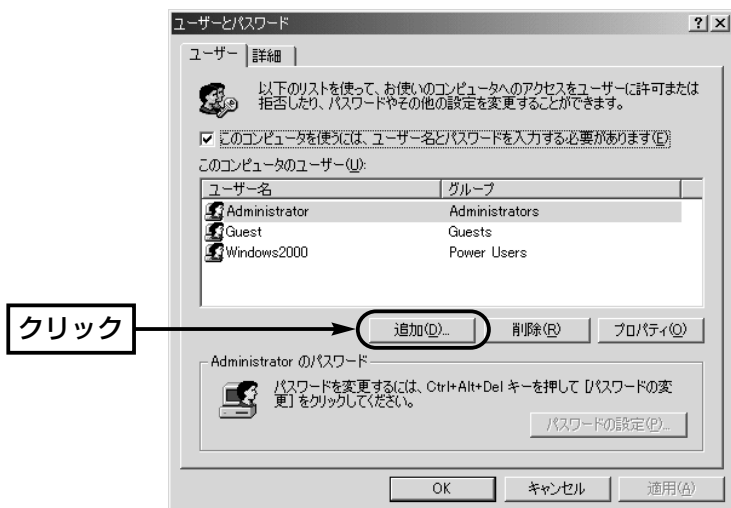 ユーザーとパスワード
ユーザー 詳細
以下のリストを使って、お使いのコンピュータへのアクセスをユーザーに許可または
拒否したり、パスワードやその他の設定を変更することができます。
このコンピュータを使うには、ユーザー名とパスワードを入力する必要があります(E)
このコンピュータのユーザー(U):
ユーザー名 グループ
Administrator Administrators
Guest Guests
Windows2000 Power Users
クリック
追加(D)... 削除(R) プロパティ(O)
Administrator のパスワード
パスワードを変更するには、Ctrl+Alt+Del キーを押して [パスワードの変
更] をクリックしてください。
パスワードの設定(P)...
OK キャンセル 適用(A)